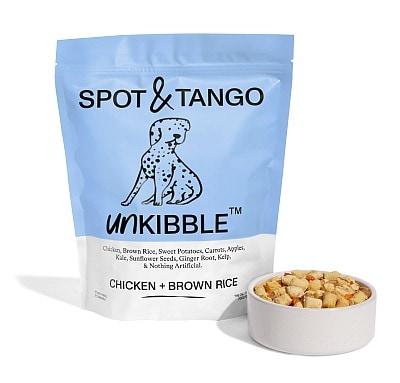 SPOT & TANGO
unKIBBLE™
Chicken, Brown Rice, Sweet Potatoes, Carrots, Apples,
Kale, Sunflower Seeds, Ginger Root, Kelp,
& Nothing Artificial.
CHICKEN + BROWN RICE